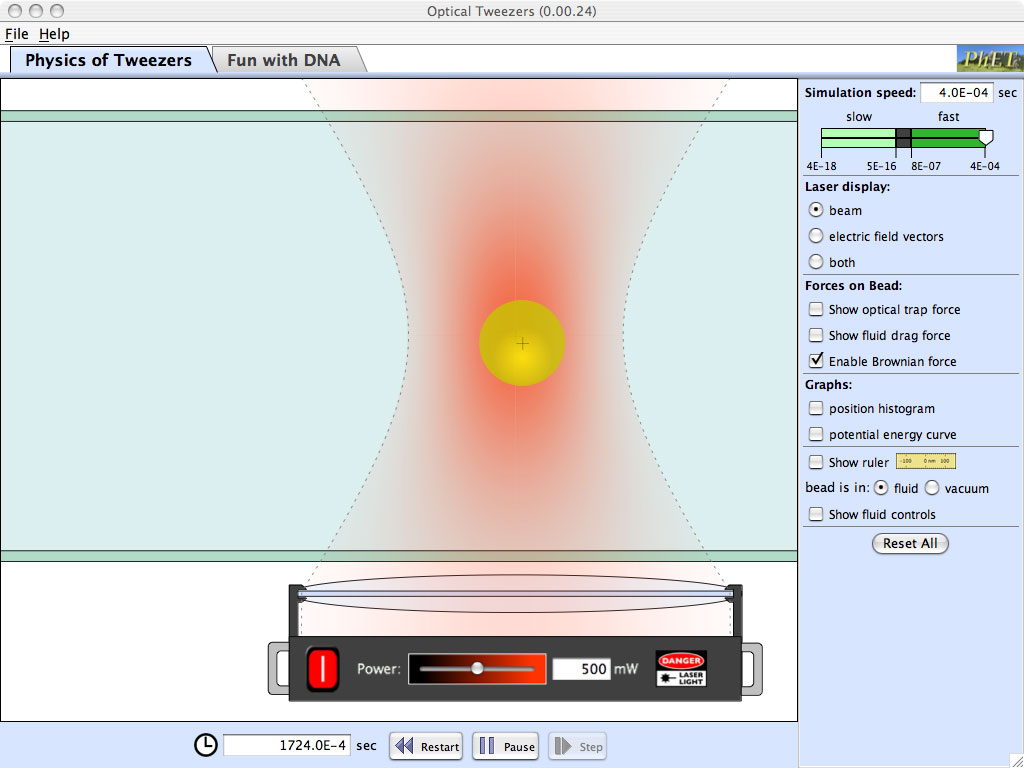 Optical Tweezers (0.00.24)
File Help
Physics of Tweezers Fun with DNA PhET
Simulation speed: 4.0E-04 sec
slow fast
4E-18 5E-16 8E-07 4E-04
Laser display:
beam
electric field vectors
both
Forces on Bead:
Show optical trap force
Show fluid drag force
Enable Brownian force
Graphs:
position histogram
potential energy curve
Show ruler -100 0 nm 100
bead is in: fluid vacuum
Show fluid controls
Reset All
Power: 500 mW
DANGER
LASER
LIGHT
1724.0E-4 sec Restart Pause Step